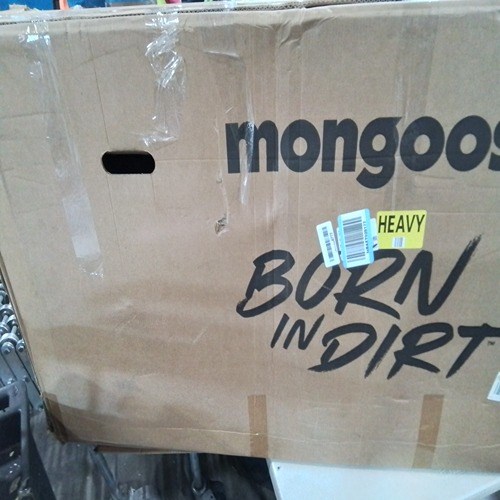 mongoos
HEAVY
BORN
IN DIRT